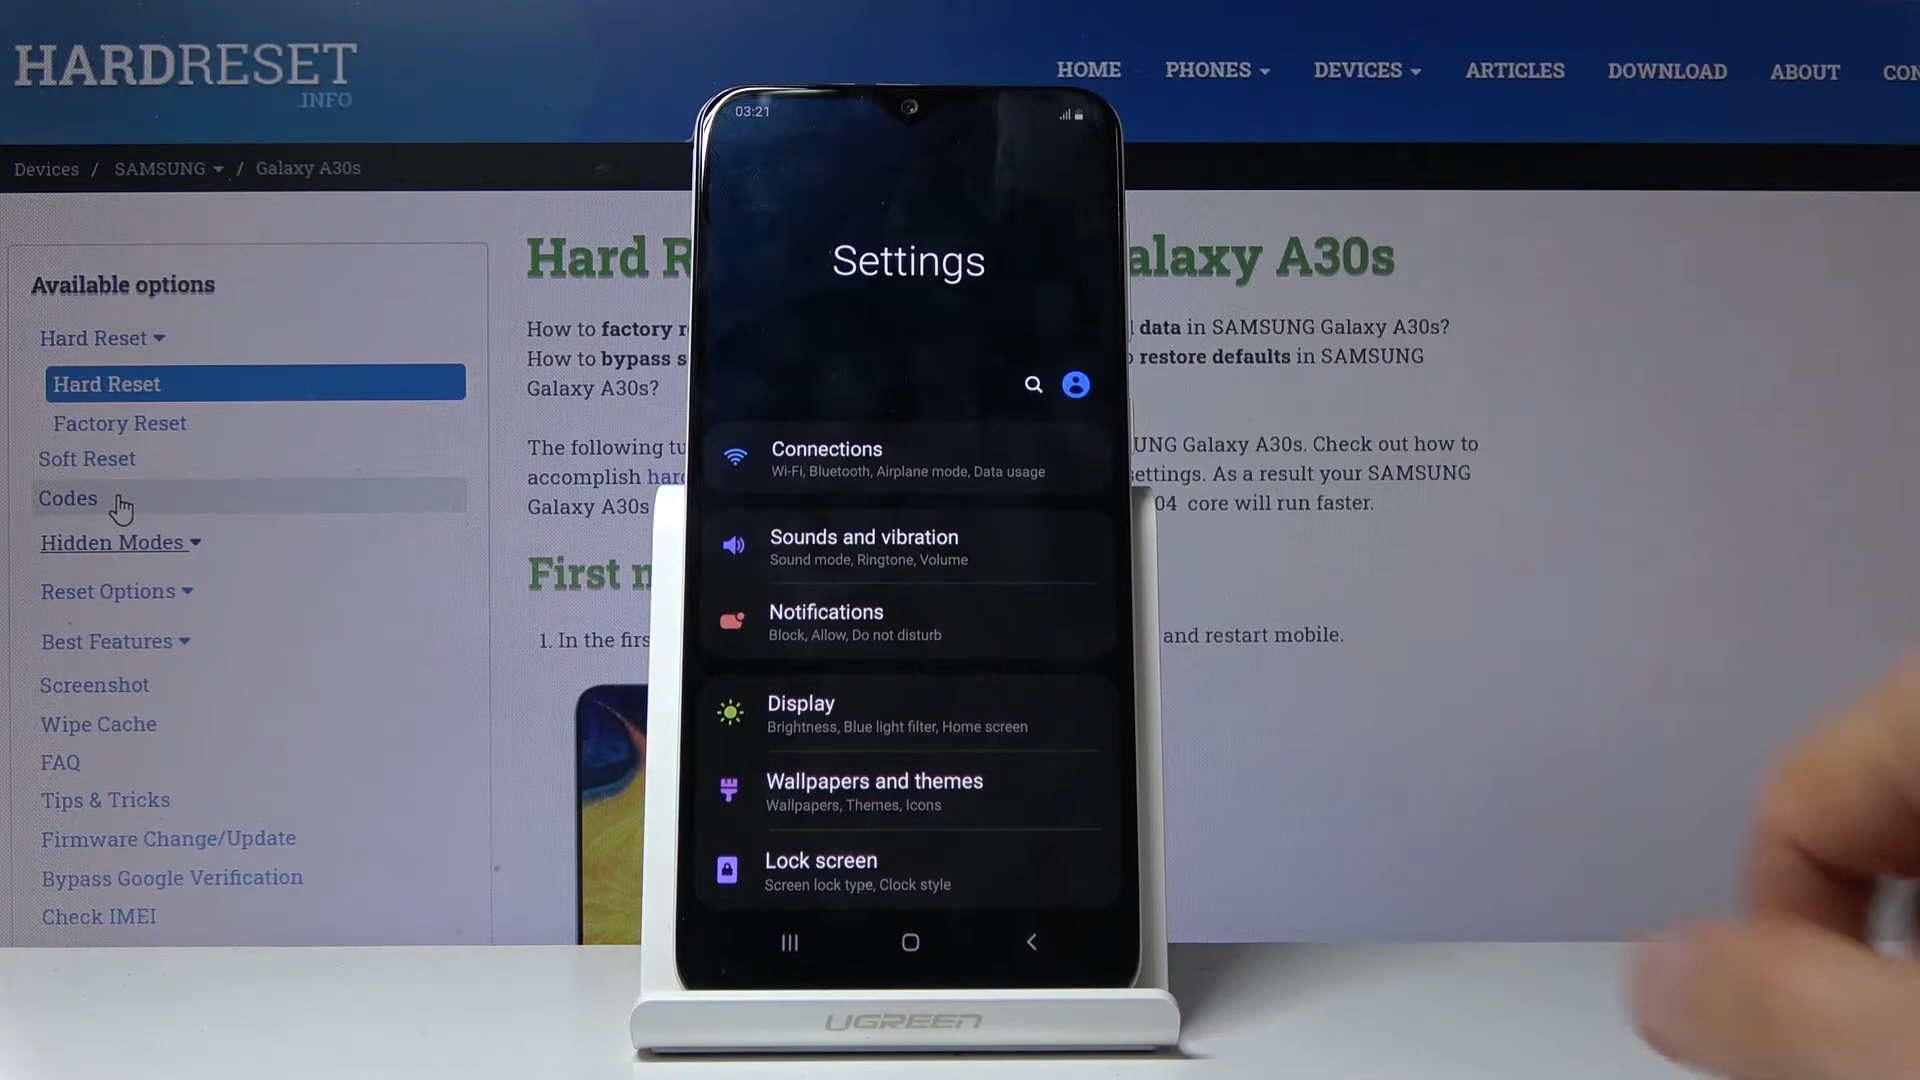 HARDRESET
.INFO
HOME PHONES DEVICES ARTICLES DOWNLOAD ABOUT
Devices / SAMSUNG / Galaxy A30s
Available options
Hard Reset
Hard Reset
Factory Reset
Soft Reset
Codes
Hidden Modes
Reset Options
Best Features
Screenshot
Wipe Cache
FAQ
Tips & Tricks
Firmware Change/Update
Bypass Google Verification
Check IMEI
Hard R
alaxy A30s
How to factory r
data in SAMSUNG Galaxy A30s?
How to bypass s
restore defaults in SAMSUNG
Galaxy A30s?
The following tu
UNG Galaxy A30s. Check out how to
accomplish har
settings. As a result your SAMSUNG
Galaxy A30s
04 core will run faster.
First n
1. In the firs
and restart mobile.
03:21
Settings
Connections
Wi-Fi, Bluetooth, Airplane mode, Data usage
Sounds and vibration
Sound mode, Ringtone, Volume
Notifications
Block, Allow, Do not disturb
Display
Brightness, Blue light filter, Home screen
Wallpapers and themes
Wallpapers, Themes, Icons
Lock screen
Screen lock type, Clock style
UGREEN